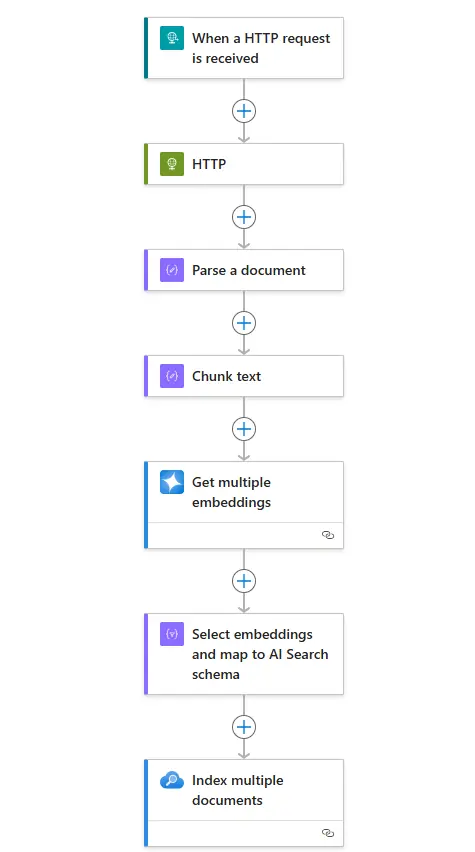 When a HTTP request
is received
HTTP
Parse a document
Chunk text
Get multiple
embeddings
Select embeddings
and map to AI Search
schema
Index multiple
documents